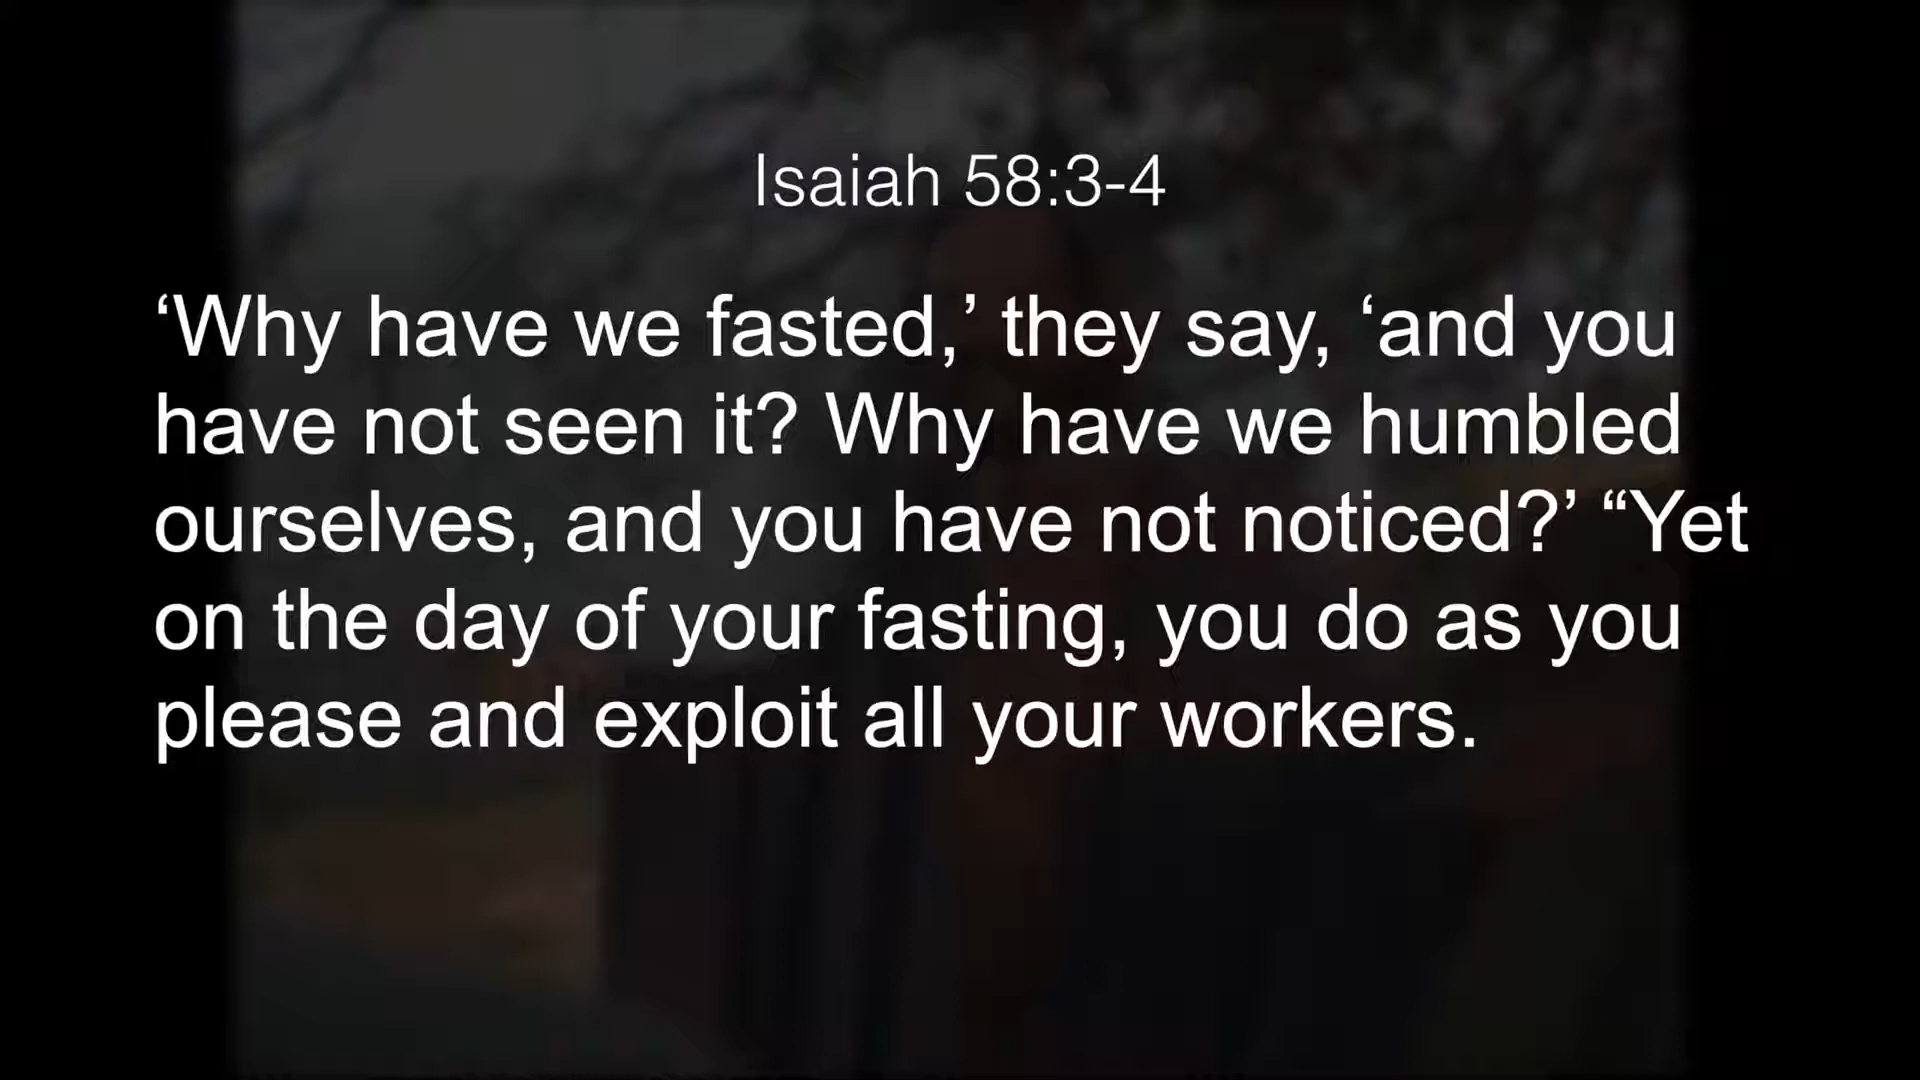 Isaiah 58:3-4
‘Why have we fasted,’ they say, ‘and you
have not seen it? Why have we humbled
ourselves, and you have not noticed?’ “Yet
on the day of your fasting, you do as you
please and exploit all your workers.